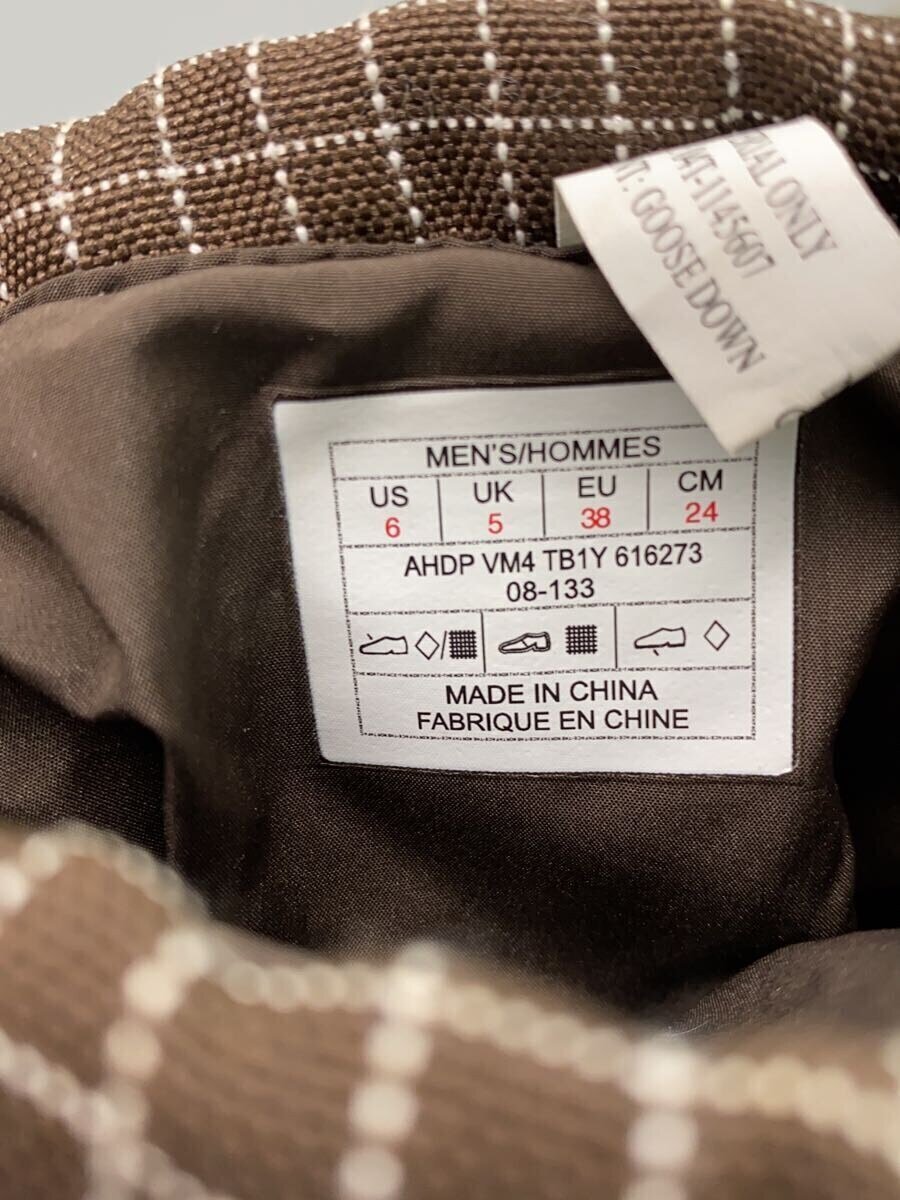 ONLY
GOOSE DOWN
MEN'S/HOMMES
US UK EU CM
6 5 38 24
AHDP VM4 TB1Y 616273
08-133
MADE IN CHINA
FABRIQUE EN CHINE